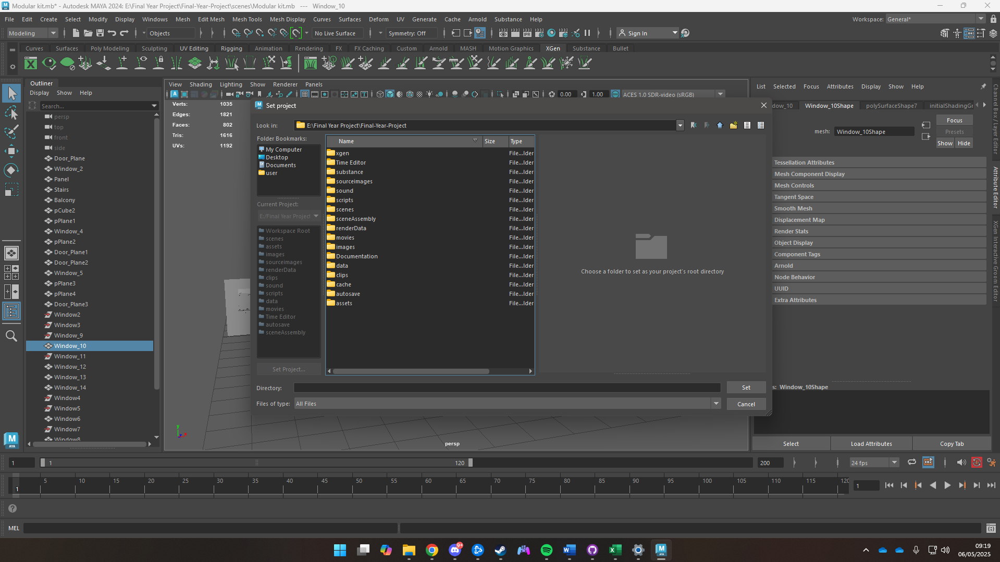 Modular kit.mb* - Autodesk MAYA 2024: E:\Final Year Project\Final-Year-Project\scenes\Modular kit.mb --- Window_10
File Edit Create Select Modify Display Windows Mesh Edit Mesh Mesh Tools Mesh Display Curves Surfaces Deform UV Generate Cache Arnold Substance Help
Workspace: General*
Modeling
Objects
No Live Surface
Symmetry: Off
IPR
Sign In
Curves Surfaces Poly Modeling Sculpting UV Editing Rigging Animation Rendering FX FX Caching Custom Arnold MASH Motion Graphics XGen Substance Bullet
Outliner
Display Show Help
Search...
persp
top
front
side
Door_Plane
Window_2
Panel
Stairs
Balcony
pCube2
pPlane1
Window_4
pPlane2
Door_Plane1
Door_Plane2
Window_5
pPlane3
pPlane4
Door_Plane3
Window2
Window3
Window_9
Window_10
Window_11
Window_12
Window_13
Window_14
Window4
Window5
Window6
Window7
Window8
View Shading Lighting Show Renderer Panels
0.00
1.00
ACES 1.0 SDR-video (sRGB)
Verts: 1035
Edges: 1821
Faces: 802
Tris: 1616
UVs: 1192
Set project
Look in: E:\Final Year Project\Final-Year-Project
Folder Bookmarks:
My Computer
Desktop
Documents
user
Current Project:
E:/Final Year Project
Workspace Root
scenes
assets
images
sourceimages
renderData
clips
sound
scripts
data
movies
Time Editor
autosave
sceneAssembly
Set Project...
Name Size Type
xgen File...lder
Time Editor File...lder
substance File...lder
sourceimages File...lder
sound File...lder
scripts File...lder
scenes File...lder
sceneAssembly File...lder
renderData File...lder
movies File...lder
images File...lder
Documentation File...lder
data File...lder
clips File...lder
cache File...lder
autosave File...lder
assets File...lder
Choose a folder to set as your project's root directory
Directory:
Set
Files of type: All Files
Cancel
persp
List Selected Focus Attributes Display Show Help
dow_10 Window_10Shape polySurfaceShape7 initialShadingGr
mesh: Window_10Shape
Focus
Presets
Show Hide
Tessellation Attributes
Mesh Component Display
Mesh Controls
Tangent Space
Smooth Mesh
Displacement Map
Render Stats
Object Display
Component Tags
Arnold
Node Behavior
UUID
Extra Attributes
s: Window_10Shape
Select Load Attributes Copy Tab
Channel Box / Layer Editor
Attribute Editor
XGen Interactive Groom Editor
1 1 120 200 24 fps
5 10 15 20 25 30 35 40 45 50 55 60 65 70 75 80 85 90 95 100 105 110 115 120
1
1
MEL
9+
09:19
06/05/2025